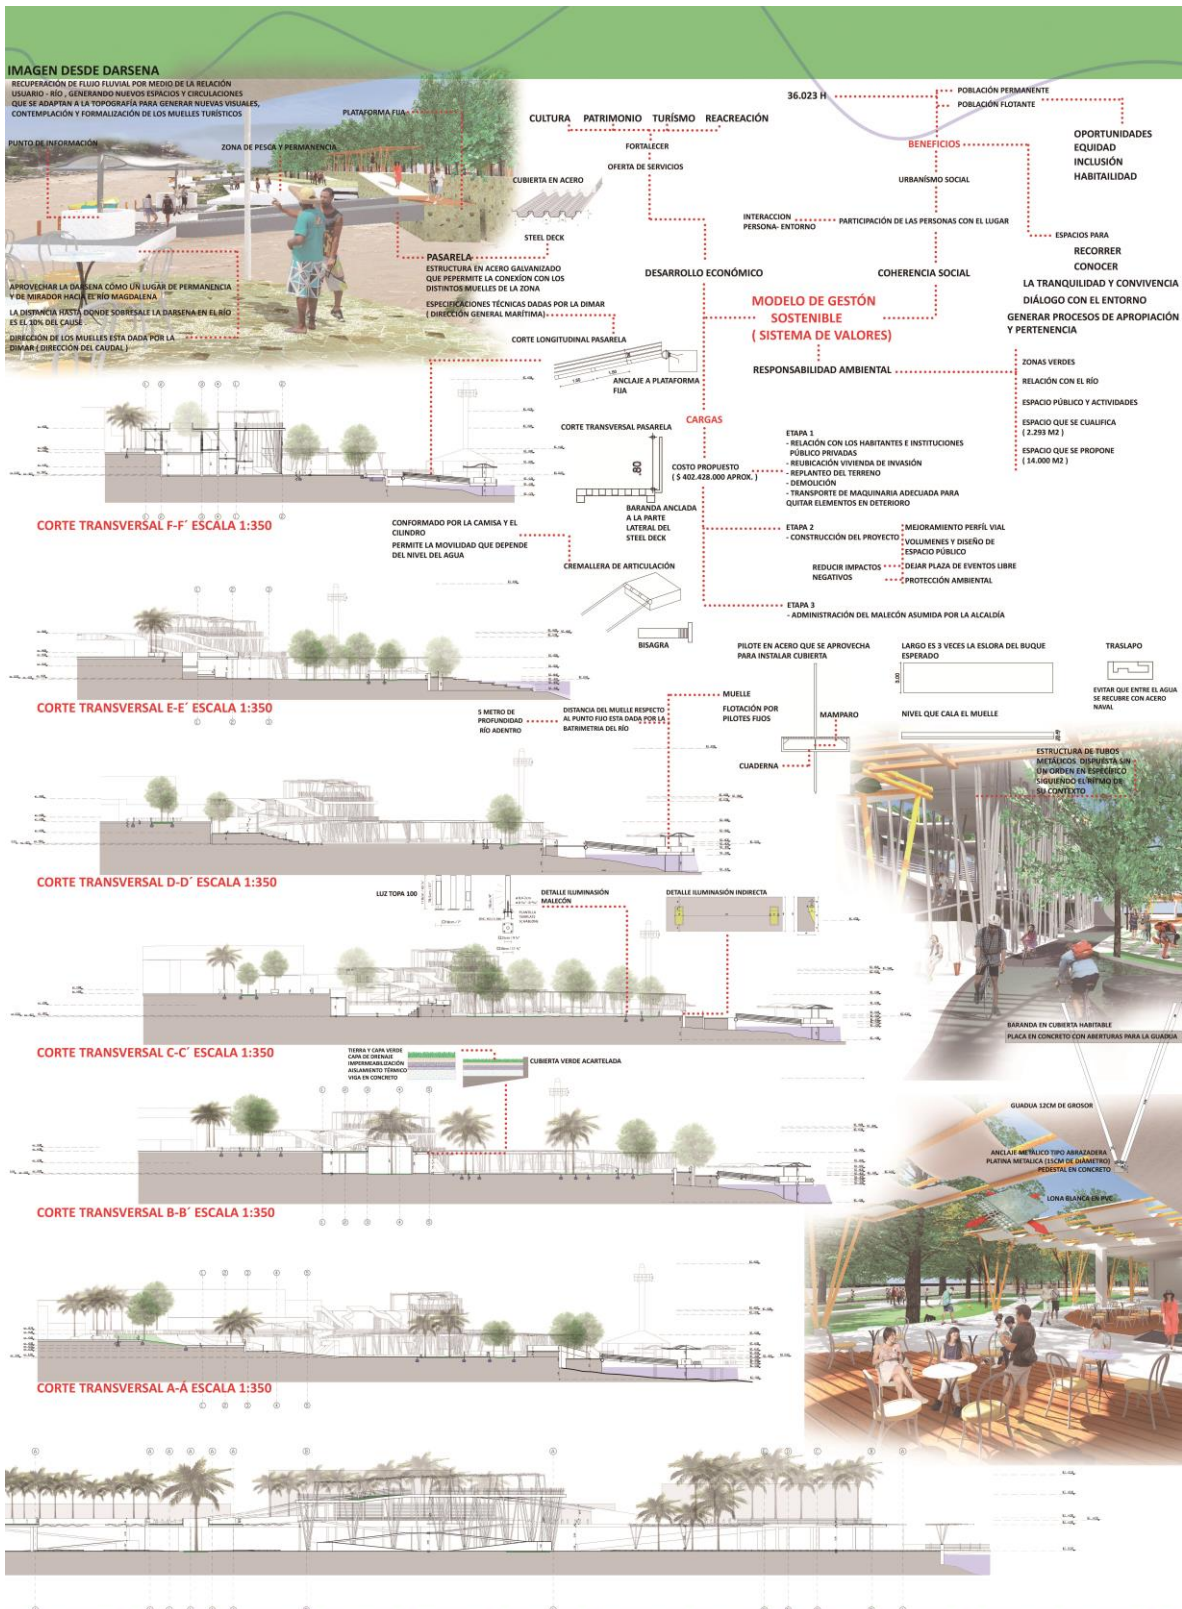 IMAGEN DESDE DARSENA
RECUPERACIÓN DE FLUJO FLUVIAL POR MEDIO DE LA RELACIÓN
USUARIO - RÍO , GENERANDO NUEVOS ESPACIOS Y CIRCULACIONES
QUE SE ADAPTAN A LA TOPOGRAFÍA PARA GENERAR NUEVAS VISUALES,
CONTEMPLACIÓN Y FORMALIZACIÓN DE LOS MUELLES TURÍSTICOS
PLATAFORMA FIJA
PUNTO DE INFORMACIÓN
ZONA DE PESCA Y PERMANENCIA
APROVECHAR LA DARSENA COMO UN LUGAR DE PERMANENCIA
Y DE MIRADOR HACIA EL RÍO MAGDALENA
LA DISTANCIA HASTA DONDE SOBRESALE LA DARSENA EN EL RÍO
ES EL 10% DEL CAUSE
DIRECCIÓN DE LOS MUELLES ESTA DADA POR LA
DIMAR ( DIRECCIÓN DEL CAUDAL )
CULTURA PATRIMONIO TURÍSMO REACREACIÓN
FORTALECER
OFERTA DE SERVICIOS
CUBIERTA EN ACERO
STEEL DECK
PASARELA
ESTRUCTURA EN ACERO GALVANIZADO
QUE PEPERMITE LA CONEXÍON CON LOS
DISTINTOS MUELLES DE LA ZONA
ESPECIFICACIONES TÉCNICAS DADAS POR LA DIMAR
( DIRECCIÓN GENERAL MARÍTIMA)
36.023 H
POBLACIÓN PERMANENTE
POBLACIÓN FLOTANTE
OPORTUNIDADES
EQUIDAD
INCLUSIÓN
HABITAILIDAD
BENEFICIOS
URBANÍSMO SOCIAL
INTERACCION
PERSONA- ENTORNO
PARTICIPACIÓN DE LAS PERSONAS CON EL LUGAR
ESPACIOS PARA
RECORRER
CONOCER
LA TRANQUILIDAD Y CONVIVENCIA
DIÁLOGO CON EL ENTORNO
GENERAR PROCESOS DE APROPIACIÓN
Y PERTENENCIA
DESARROLLO ECONÓMICO
COHERENCIA SOCIAL
MODELO DE GESTÓN
SOSTENIBLE
( SISTEMA DE VALORES)
RESPONSABILIDAD AMBIENTAL
ZONAS VERDES
RELACIÓN CON EL RÍO
ESPACIO PÚBLICO Y ACTIVIDADES
ESPACIO QUE SE CUALIFICA
( 2.293 M2 )
ESPACIO QUE SE PROPONE
( 14.000 M2 )
CORTE LONGITUDINAL PASARELA
ANCLAJE A PLATAFORMA
FIJA
CORTE TRANSVERSAL PASARELA
.80
BARANDA ANCLADA
A LA PARTE
LATERAL DEL
STEEL DECK
CARGAS
COSTO PROPUESTO
( $ 402.428.000 APROX. )
ETAPA 1
- RELACIÓN CON LOS HABITANTES E INSTITUCIONES
PÚBLICO PRIVADAS
- REUBICACIÓN VIVIENDA DE INVASIÓN
- REPLANTEO DEL TERRENO
- DEMOLICIÓN
- TRANSPORTE DE MAQUINARIA ADECUADA PARA
QUITAR ELEMENTOS EN DETERIORO
ETAPA 2
- CONSTRUCIÓN DEL PROYECTO
MEJORAMIENTO PERFÍL VIAL
VOLUMENES Y DISEÑO DE
ESPACIO PÚBLICO
REDUCIR IMPACTOS
NEGATIVOS
DEJAR PLAZA DE EVENTOS LIBRE
PROTECCIÓN AMBIENTAL
ETAPA 3
- ADMINISTRACIÓN DEL MALECÓN ASUMIDA POR LA ALCALDÍA
CORTE TRANSVERSAL F-F´ ESCALA 1:350
CONFORMADO POR LA CAMISA Y EL
CILINDRO
PERMITE LA MOVILIDAD QUE DEPENDE
DEL NIVEL DEL AGUA
CREMALLERA DE ARTICULACIÓN
BISAGRA
PILOTE EN ACERO QUE SE APROVECHA
PARA INSTALAR CUBIERTA
LARGO ES 3 VECES LA ESLORA DEL BUQUE
ESPERADO
3.00
TRASLAPO
EVITAR QUE ENTRE EL AGUA
SE RECUBRE CON ACERO
NAVAL
NIVEL QUE CALA EL MUELLE
MUELLE
FLOTACIÓN POR
PILOTES FIJOS
MAMPARO
CUADERNA
CORTE TRANSVERSAL E-E´ ESCALA 1:350
5 METRO DE
PROFUNDIDAD
RÍO ADENTRO
DISTANCIA DEL MUELLE RESPECTO
AL PUNTO FIJO ESTA DADA POR LA
BATRIMETRIA DEL RÍO
ESTRUCTURA DE TUBOS
METÁLICOS DISPUESTA SIN
UN ORDEN EN ESPECÍFICO
SIGUIENDO EL RÍTMO DE
SU CONTEXTO
CORTE TRANSVERSAL D-D´ ESCALA 1:350
LUZ TOPA 100
DETALLE ILUMINASIÓN
MALECÓN
DETALLE ILUMINASIÓN INDIRECTA
CORTE TRANSVERSAL C-C´ ESCALA 1:350
TIERRA Y CAPA VERDE
CAPA DE DRENAJE
IMPERMEABILIZACIÓN
AISLAMIENTO TÉRMICO
VIGA EN CONCRETO
CUBIERTA VERDE ACARTELADA
BARANDA EN CUBIERTA HABITABLE
PLACA EN CONCRETO CON ABERTURAS PARA LA GUADUA
GUADUA 12CM DE GROSOR
ANCLAJE METÁLICO TIPO ABRAZADERA
PLATINA METALICA (15CM DE DIÁMETRO)
PEDESTAL EN CONCRETO
LONA BLANCA EN PVC
CORTE TRANSVERSAL B-B´ ESCALA 1:350
CORTE TRANSVERSAL A-Á ESCALA 1:350